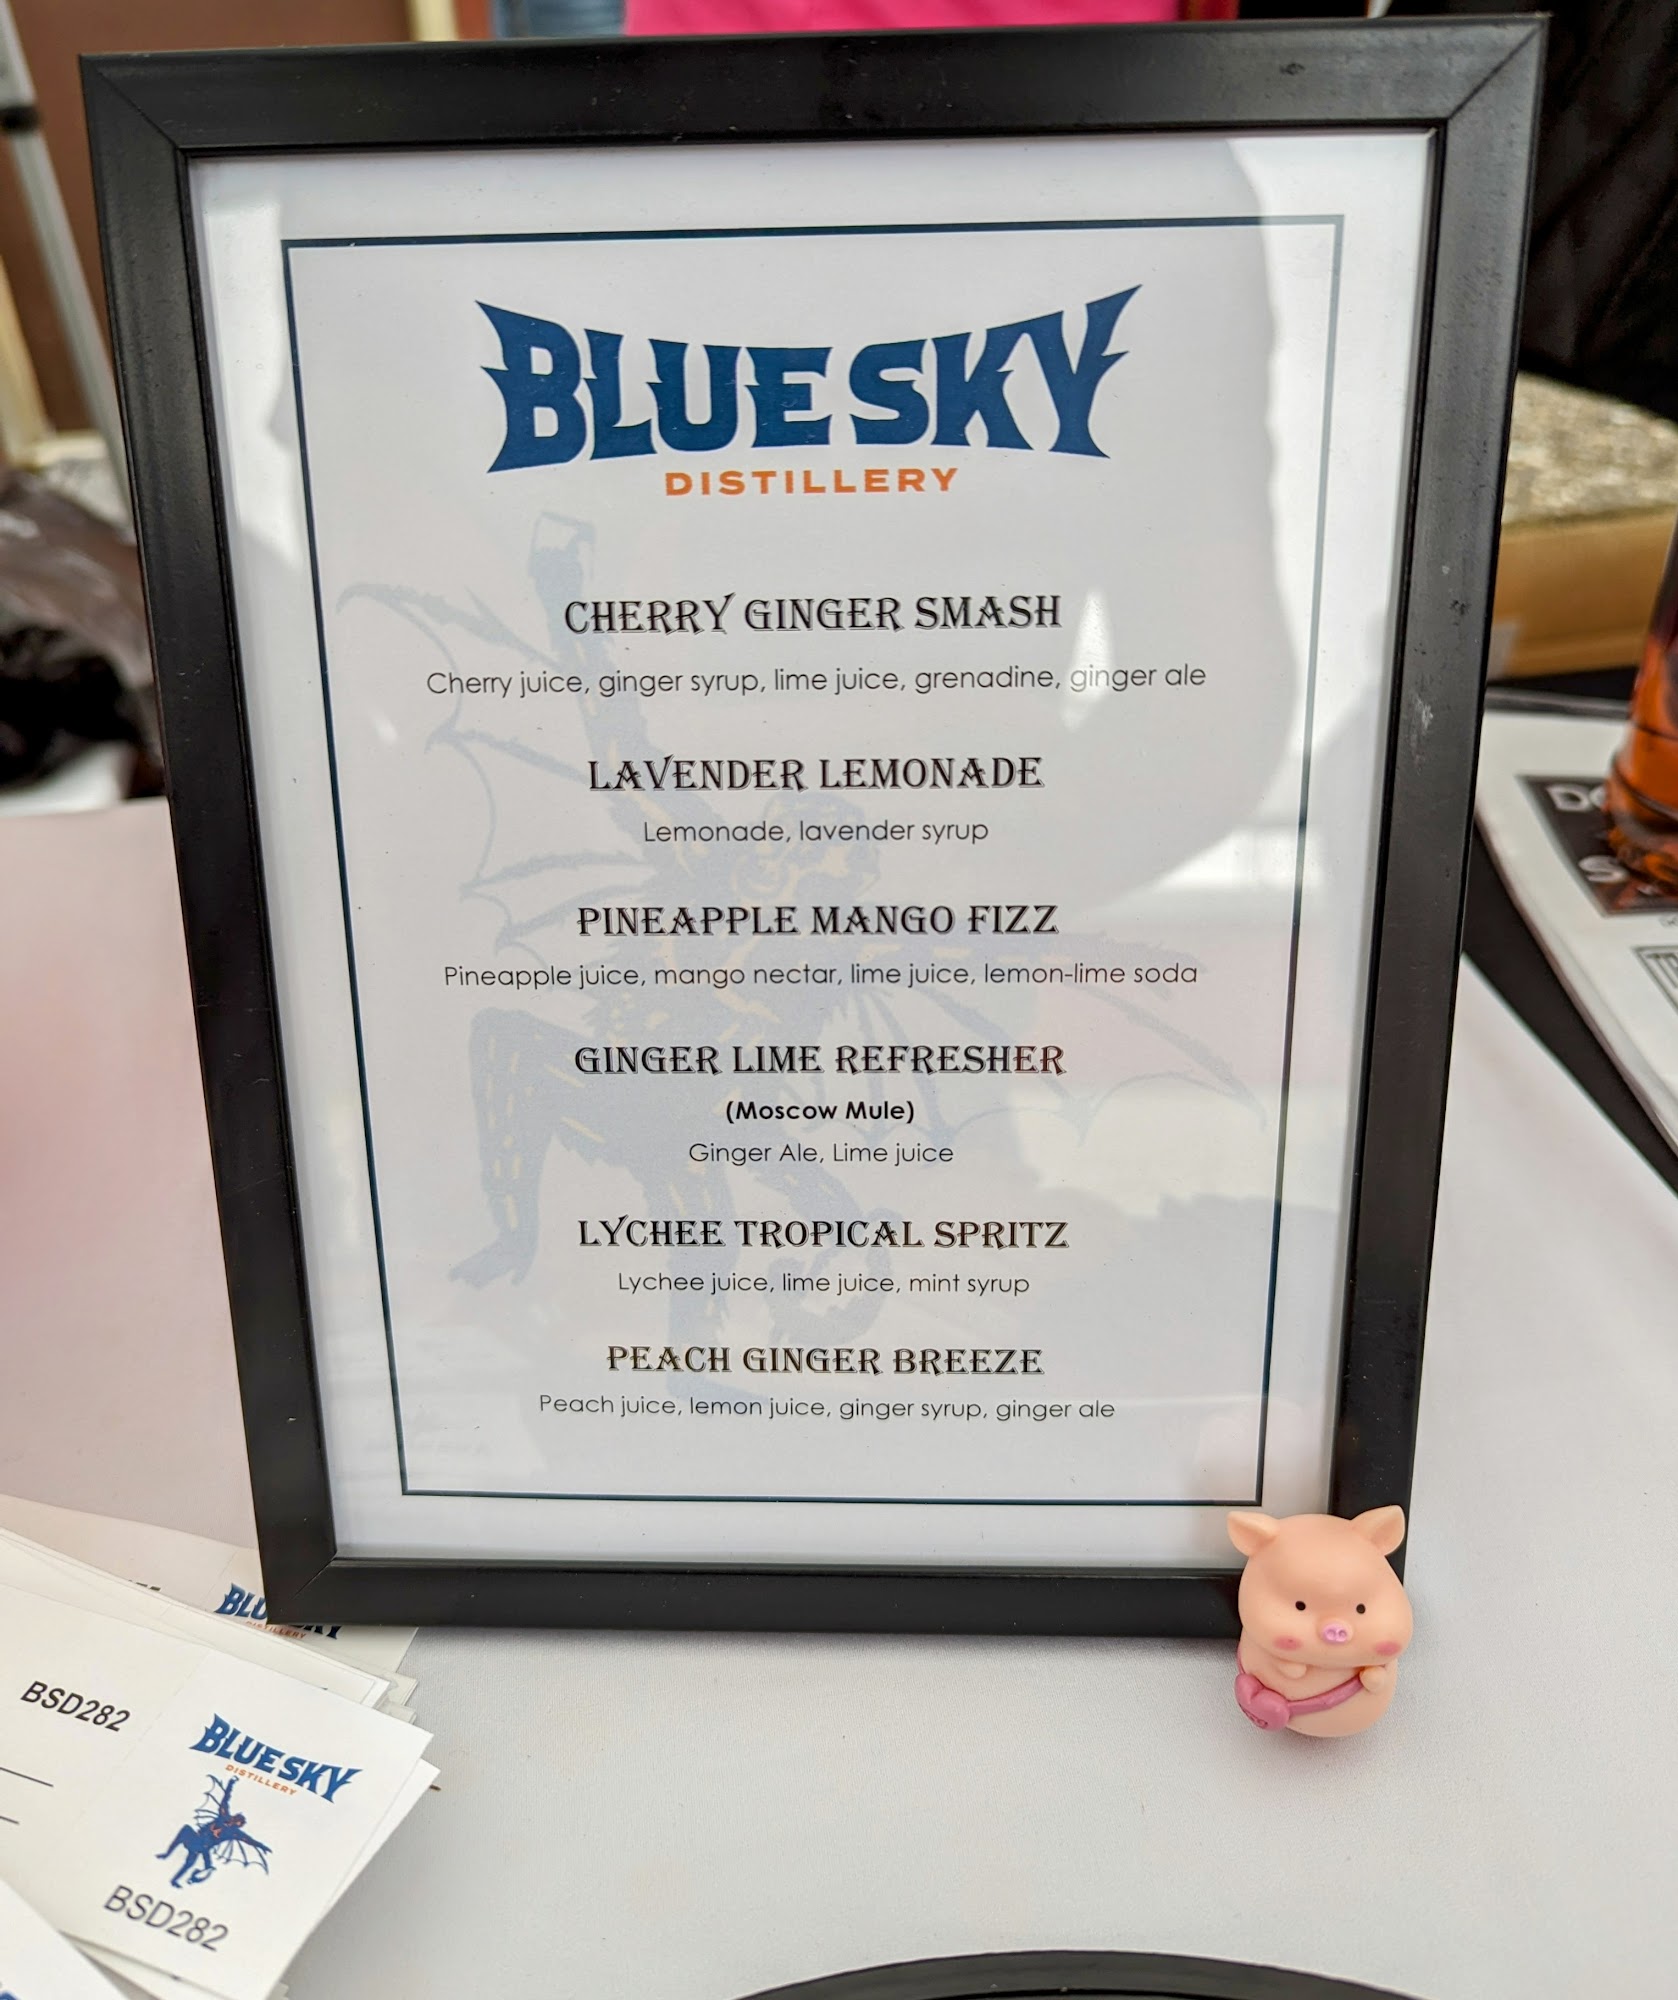 BLUE SKY
DISTILLERY
CHERRY GINGER SMASH
Cherry juice, ginger syrup, lime juice, grenadine, ginger ale
LAVENDER LEMONADE
Lemonade, lavender syrup
PINEAPPLE MANGO FIZZ
Pineapple juice, mango nectar, lime juice, lemon-lime soda
GINGER LIME REFRESHER
(Moscow Mule)
Ginger Ale, Lime juice
LYCHEE TROPICAL SPRITZ
Lychee juice, lime juice, mint syrup
PEACH GINGER BREEZE
Peach juice, lemon juice, ginger syrup, ginger ale
BSD282
BLUE SKY
DISTILLERY
BSD282